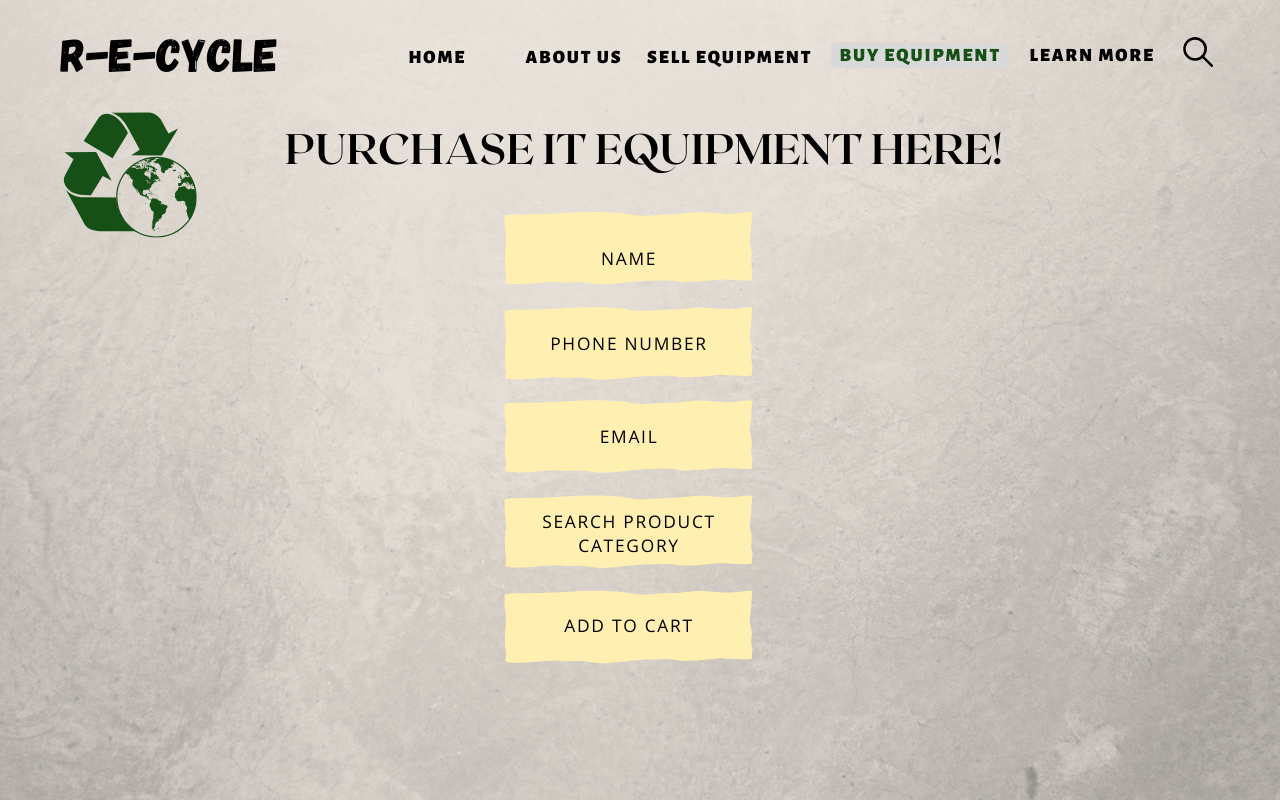 R-E-CYCLE
HOME ABOUT US SELL EQUIPMENT BUY EQUIPMENT LEARN MORE
PURCHASE IT EQUIPMENT HERE!
NAME
PHONE NUMBER
EMAIL
SEARCH PRODUCT
CATEGORY
ADD TO CART